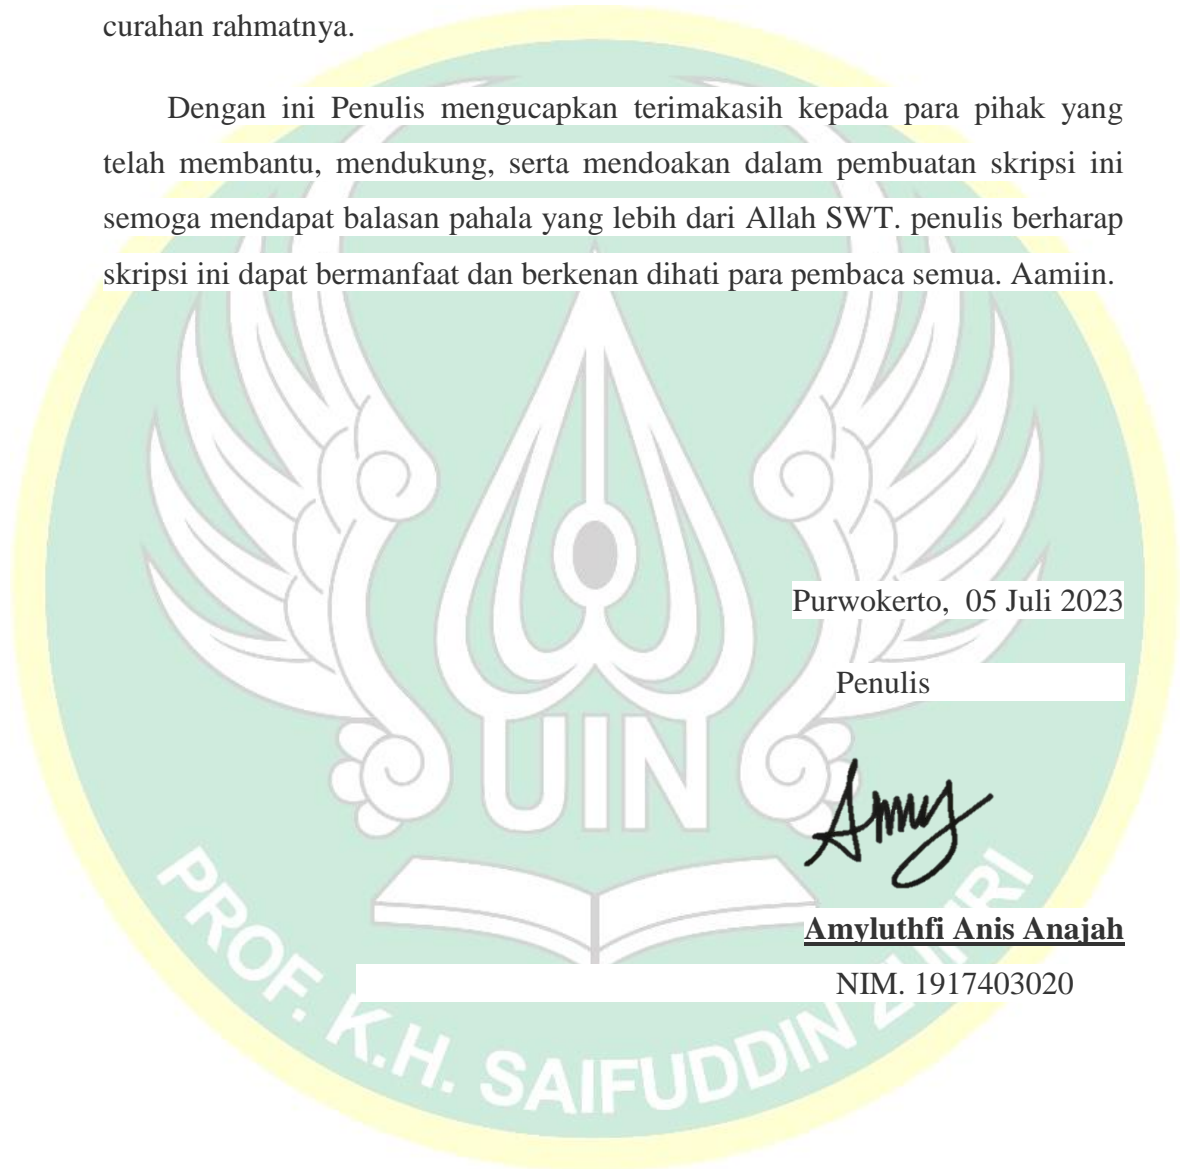 curahan rahmatnya.
Dengan ini Penulis mengucapkan terimakasih kepada para pihak yang
telah membantu, mendukung, serta mendoakan dalam pembuatan skripsi ini
semoga mendapat balasan pahala yang lebih dari Allah SWT. penulis berharap
skripsi ini dapat bermanfaat dan berkenan dihati para pembaca semua. Aamiin.
Purwokerto, 05 Juli 2023
Penulis
UIN
Amy
Amyluthfi Anis Anajah
NIM. 1917403020
PROF. K.H. SAIFUDDIN ZUHRI